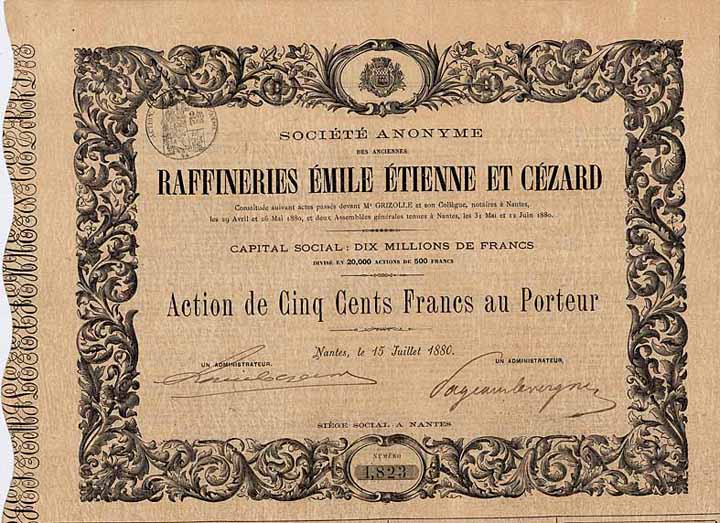 SOCIÉTÉ ANONYME
DES ANCIENNES
RAFFINERIES ÉMILE ÉTIENNE ET CÉZARD
Constituée suivant actes passés devant Me GRIZOLLE et son Collègue, notaires à Nantes,
les 29 Avril et 26 Mai 1880, et deux Assemblées générales tenues à Nantes, les 31 Mai et 12 Juin 1880.
CAPITAL SOCIAL: DIX MILLIONS DE FRANCS
DIVISÉ EN 20,000 ACTIONS DE 500 FRANCS
Action de Cinq Cents Francs au Porteur
Nantes, le 15 Juillet 1880.
UN ADMINISTRATEUR, UN ADMINISTRATEUR,
SIÉGE SOCIAL A NANTES
NUMÉRO
1,823